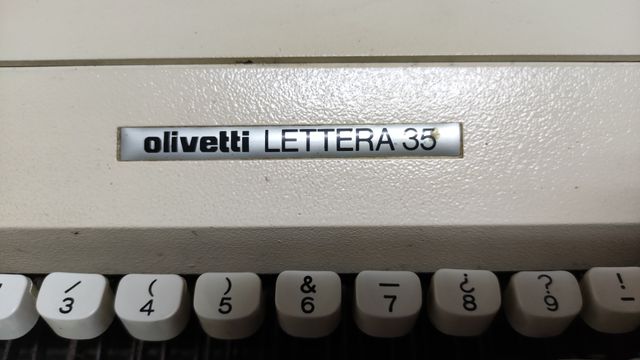 olivetti LETTERA 35
/ ( ) & _ ¿ ? !
3 4 5 6 7 8 9 -